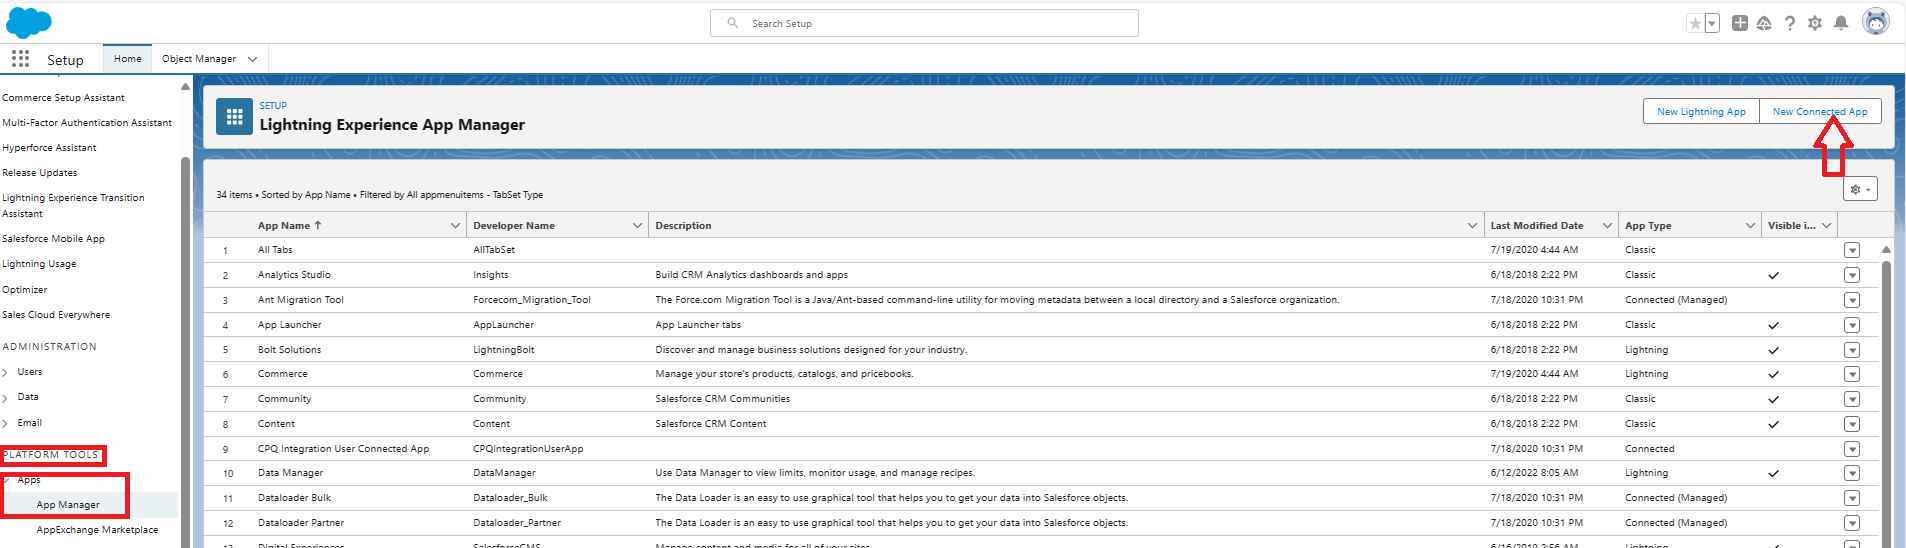 Search Setup
Setup Home Object Manager
Commerce Setup Assistant
Multi-Factor Authentication Assistant
Hyperforce Assistant
Release Updates
Lightning Experience Transition
Assistant
Salesforce Mobile App
Lightning Usage
Optimizer
Sales Cloud Everywhere
ADMINISTRATION
Users
Data
Email
PLATFORM TOOLS
Apps
App Manager
AppExchange Marketplace
SETUP
Lightning Experience App Manager
New Lightning App New Connected App
34 items • Sorted by App Name • Filtered by All appmenuitems - TabSet Type
App Name Developer Name Description Last Modified Date App Type Visible i...
1 All Tabs AllTabSet 7/19/2020 4:44 AM Classic
2 Analytics Studio Insights Build CRM Analytics dashboards and apps 6/18/2018 2:22 PM Classic
3 Ant Migration Tool Forcecom_Migration_Tool The Force.com Migration Tool is a Java/Ant-based command-line utility for moving metadata between a local directory and a Salesforce organization. 7/18/2020 10:31 PM Connected (Managed)
4 App Launcher AppLauncher App Launcher tabs 6/18/2018 2:22 PM Classic
5 Bolt Solutions LightningBolt Discover and manage business solutions designed for your industry. 6/18/2018 2:22 PM Lightning
6 Commerce Commerce Manage your store's products, catalogs, and pricebooks. 7/19/2020 4:44 AM Lightning
7 Community Community Salesforce CRM Communities 6/18/2018 2:22 PM Classic
8 Content Content Salesforce CRM Content 6/18/2018 2:22 PM Classic
9 CPQ Integration User Connected App CPQIntegrationUserApp 7/18/2020 10:31 PM Connected
10 Data Manager DataManager Use Data Manager to view limits, monitor usage, and manage recipes. 6/12/2022 8:05 AM Lightning
11 Dataloader Bulk Dataloader_Bulk The Data Loader is an easy to use graphical tool that helps you to get your data into Salesforce objects. 7/18/2020 10:31 PM Connected (Managed)
12 Dataloader Partner Dataloader_Partner The Data Loader is an easy to use graphical tool that helps you to get your data into Salesforce objects. 7/18/2020 10:31 PM Connected (Managed)
13 Digital Experiences SalesforceCMS Manage content and media for all of your sites. 6/16/2019 2:56 AM Lightning